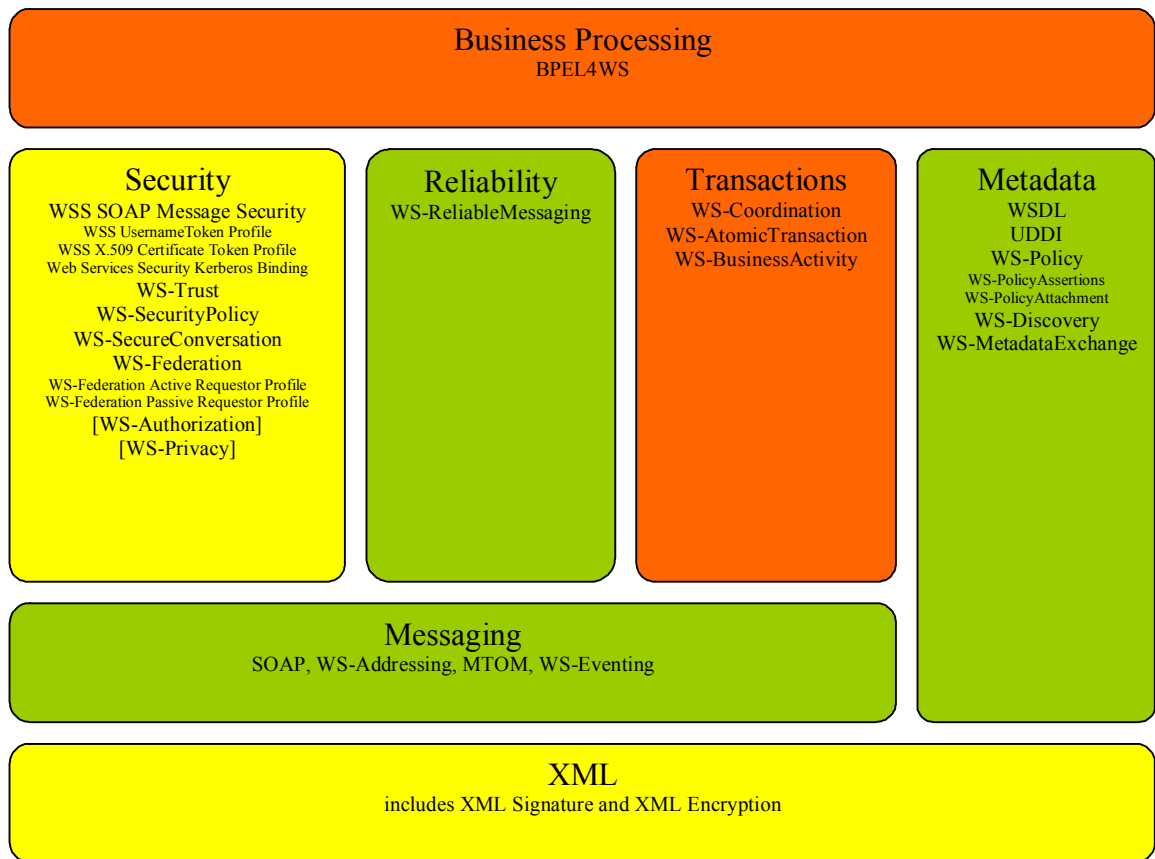 Business Processing
BPEL4WS
Security
WSS SOAP Message Security
WSS UsernameToken Profile
WSS X.509 Certificate Token Profile
Web Services Security Kerberos Binding
WS-Trust
WS-SecurityPolicy
WS-SecureConversation
WS-Federation
WS-Federation Active Requestor Profile
WS-Federation Passive Requestor Profile
[WS-Authorization]
[WS-Privacy]
Reliability
WS-ReliableMessaging
Transactions
WS-Coordination
WS-AtomicTransaction
WS-BusinessActivity
Metadata
WSDL
UDDI
WS-Policy
WS-PolicyAssertions
WS-PolicyAttachment
WS-Discovery
WS-MetadataExchange
Messaging
SOAP, WS-Addressing, MTOM, WS-Eventing
XML
includes XML Signature and XML Encryption